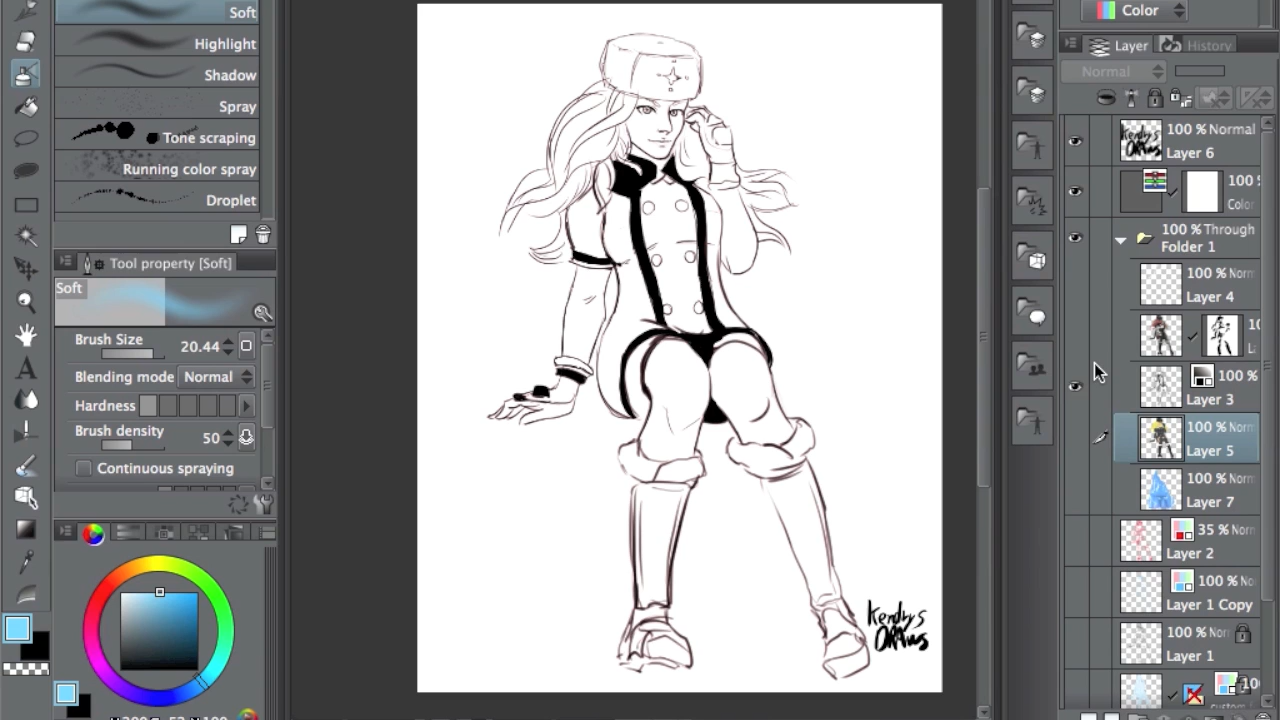 Soft
Highlight
Shadow
Spray
Tone scraping
Running color spray
Droplet
Tool property [Soft]
Soft
Brush Size 20.44
Blending mode Normal
Hardness
Brush density 50
Continuous spraying
Color
Layer History
Normal
100 % Normal
Layer 6
100 %
Color
100 % Through
Folder 1
100 % Norm
Layer 4
100 %
Layer 3
100 % Norm
Layer 5
100 % Norm
Layer 7
35 % Norm
Layer 2
100 % No
Layer 1 Copy
100 % Norm
Layer 1
Kendrys
DRAws